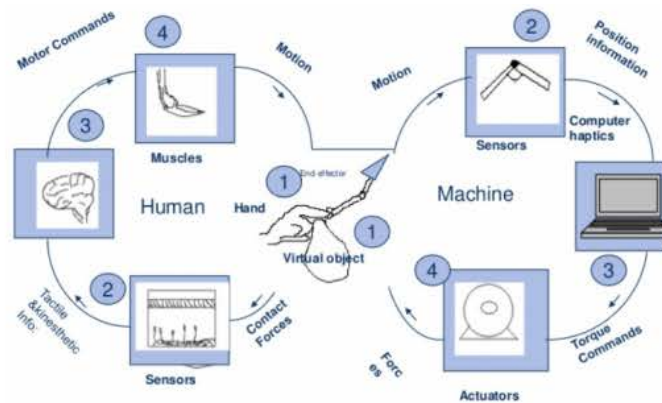 Motor Commands
4
Motion
Motion
2
Position
Information
3
Muscles
Sensors
Computer
haptics
1
End-effector
Human
Hand
Machine
1
Virtual object
2
4
3
Tactile
&kinesthetic
Info:
Contact
Forces
Forc
es
Torque
Commands
Sensors
Actuators